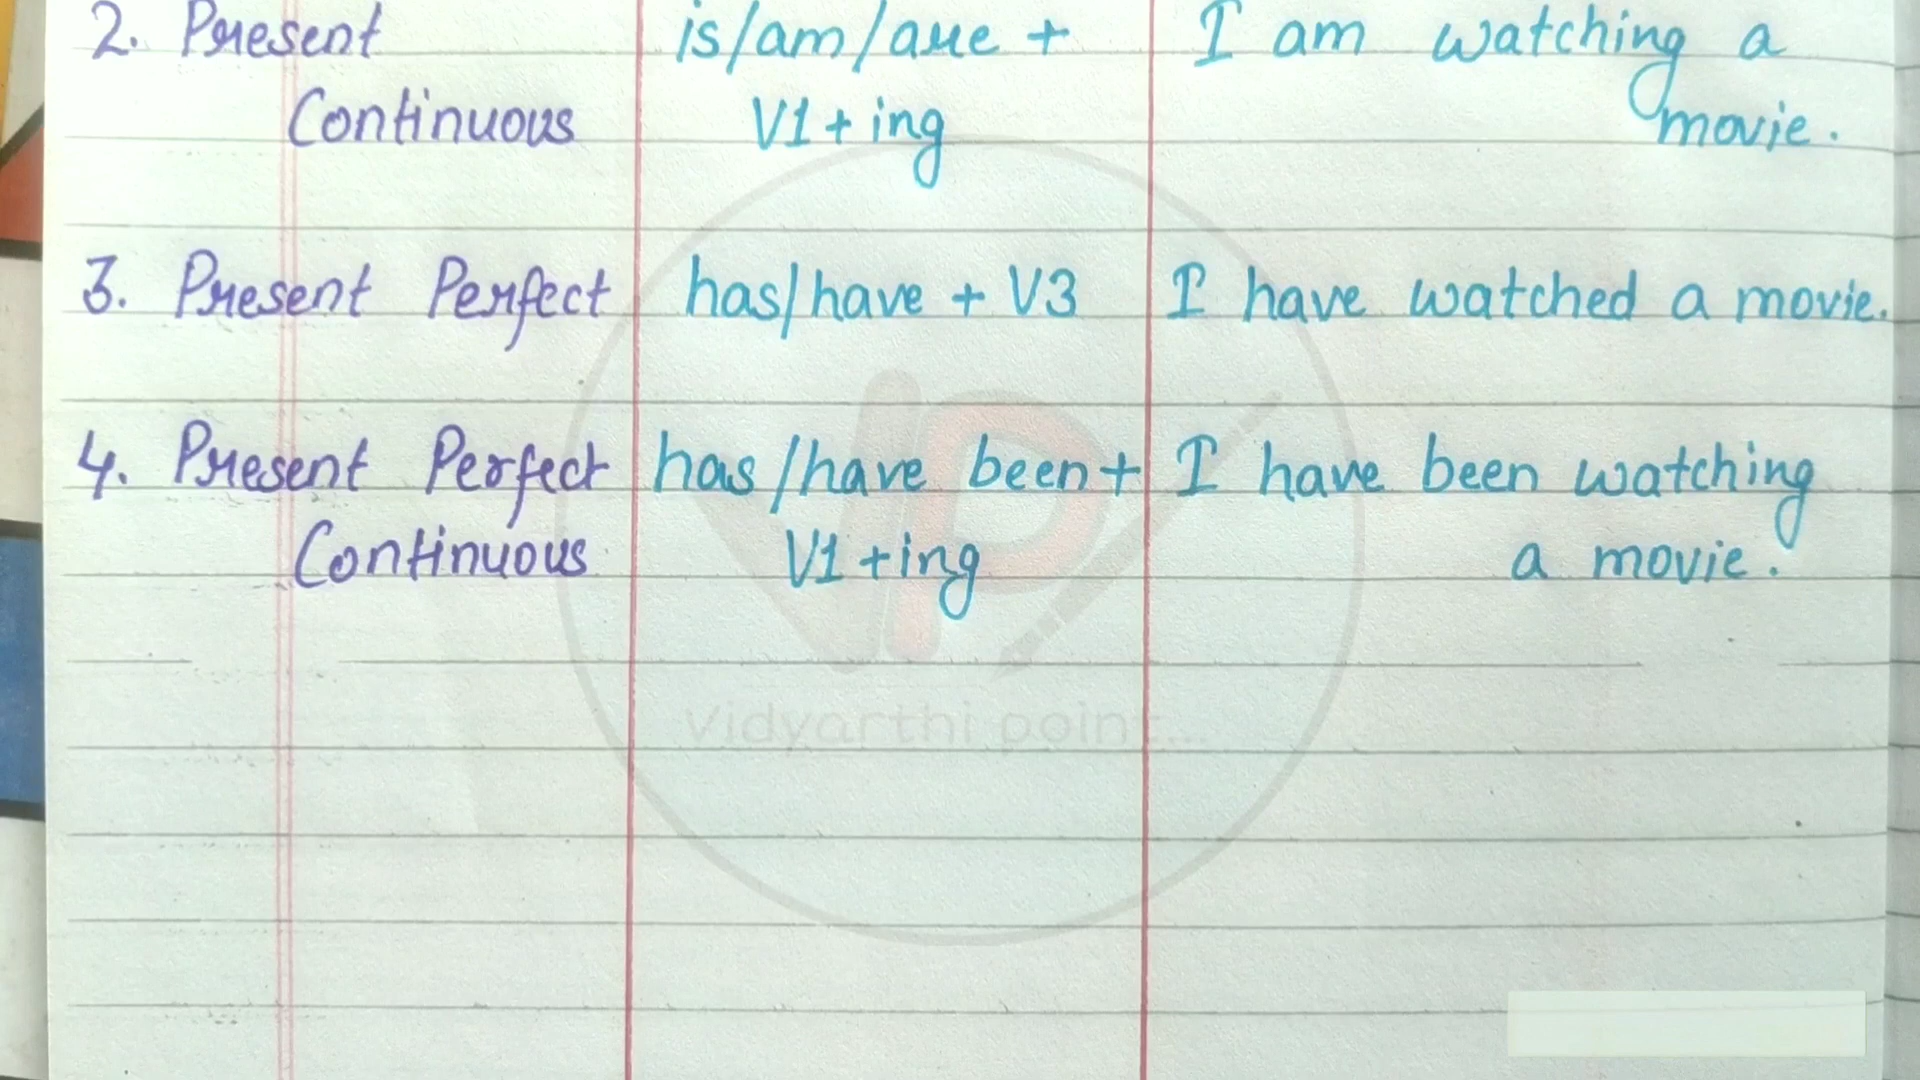 2. Present is/am/are + I am watching a
Continuous V1 + ing movie.
3. Present Perfect has/have + V3 I have watched a movie.
4. Present Perfect has/have been + I have been watching
Continuous V1 + ing a movie.
VP
Vidyarthi point...